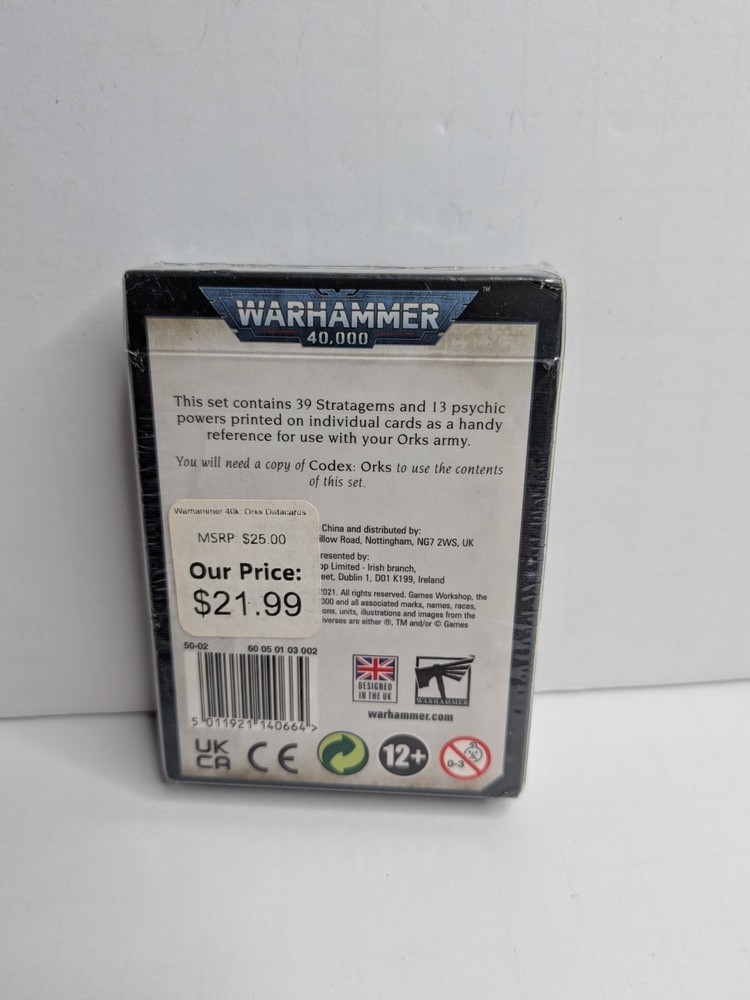 WARHAMMER™
40,000
This set contains 39 Stratagems and 13 psychic
powers printed on individual cards as a handy
reference for use with your Orks army.
You will need a copy of Codex: Orks to use the contents
of this set.
Warhammer 40k: Orks Datacards
MSRP: $25.00
Our Price:
$21.99
China and distributed by:
illow Road, Nottingham, NG7 2WS, UK
resented by:
op Limited - Irish branch,
eet, Dublin 1, D01 K199, Ireland
2021. All rights reserved. Games Workshop, the
000 and all associated marks, names, races,
ons, units, illustrations and images from the
iverses are either ®, TM and/or © Games
50-02 60 05 01 03 002
5 011921 140664 >
DESIGNED
IN THE UK
WARHAMMER
warhammer.com
UK
CA
CE
12+
0-3